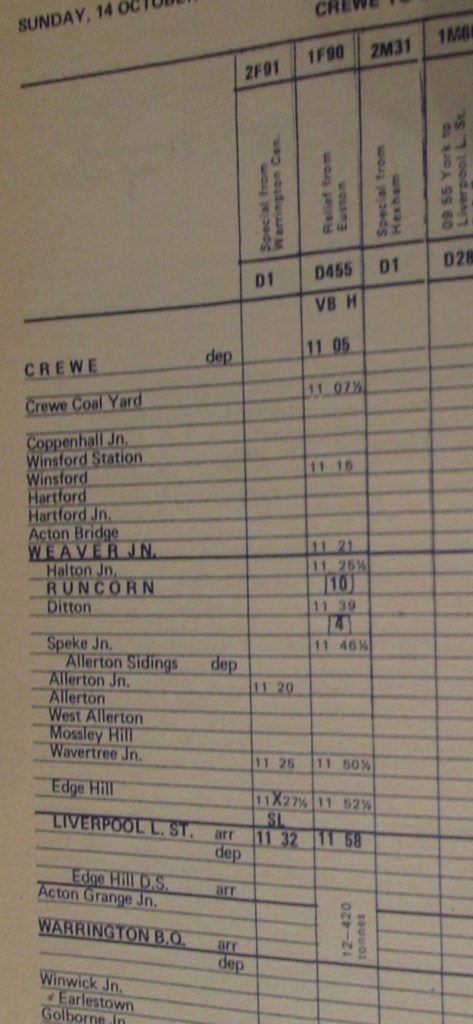 SUNDAY, 14 OCTOBER
CREWE TO
2F91 1F90 2M31 1M8
Special from Warrington Cen.
Relief from Euston
Special from Hexham
09 55 York to Liverpool L. St.
D1 D455 D1 D28
VB H
CREWE dep 11 05
Crewe Coal Yard 11 07½
Coppenhall Jn.
Winsford Station
Winsford 11 15
Hartford
Hartford Jn.
Acton Bridge
WEAVER JN. 11 21
Halton Jn. 11 25½
RUNCORN [10]
Ditton 11 39
[4]
Speke Jn. 11 46½
Allerton Sidings dep
Allerton Jn. 11 20
Allerton
West Allerton
Mossley Hill
Wavertree Jn. 11 25 11 50½
Edge Hill
11X27½ 11 52½
SL
LIVERPOOL L. ST. arr 11 32 11 58
dep
Edge Hill D.S. arr
Acton Grange Jn.
12—420 tonnes
WARRINGTON B.Q. arr
dep
Winwick Jn.
Earlestown
Golborne Jn